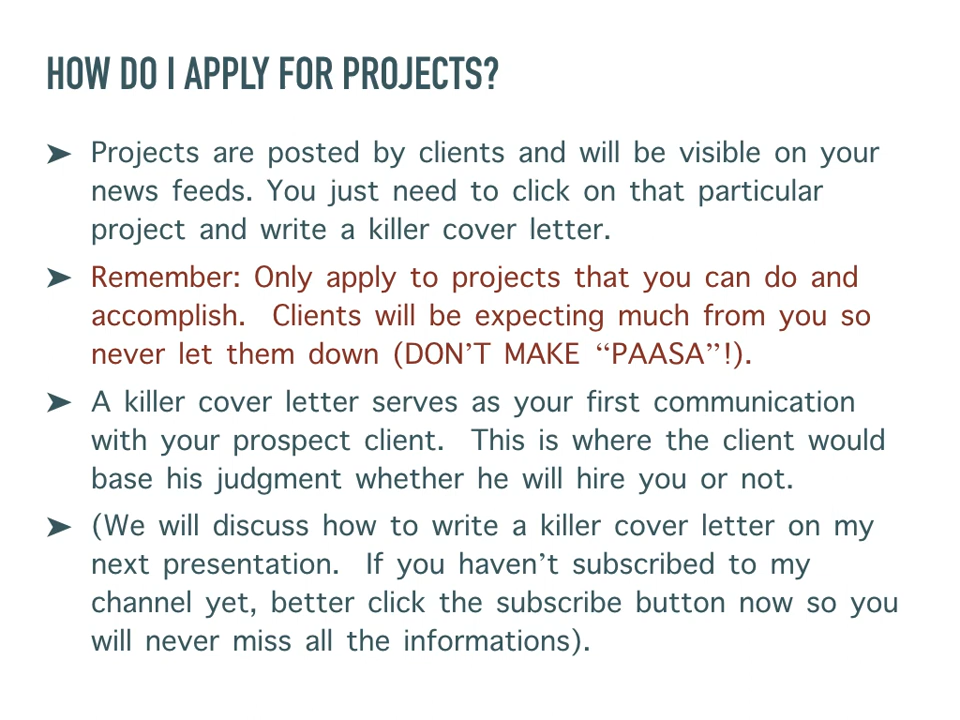 HOW DO I APPLY FOR PROJECTS?
➤ Projects are posted by clients and will be visible on your
news feeds. You just need to click on that particular
project and write a killer cover letter.
➤ Remember: Only apply to projects that you can do and
accomplish. Clients will be expecting much from you so
never let them down (DON’T MAKE “PAASA”!).
➤ A killer cover letter serves as your first communication
with your prospect client. This is where the client would
base his judgment whether he will hire you or not.
➤ (We will discuss how to write a killer cover letter on my
next presentation. If you haven’t subscribed to my
channel yet, better click the subscribe button now so you
will never miss all the informations).